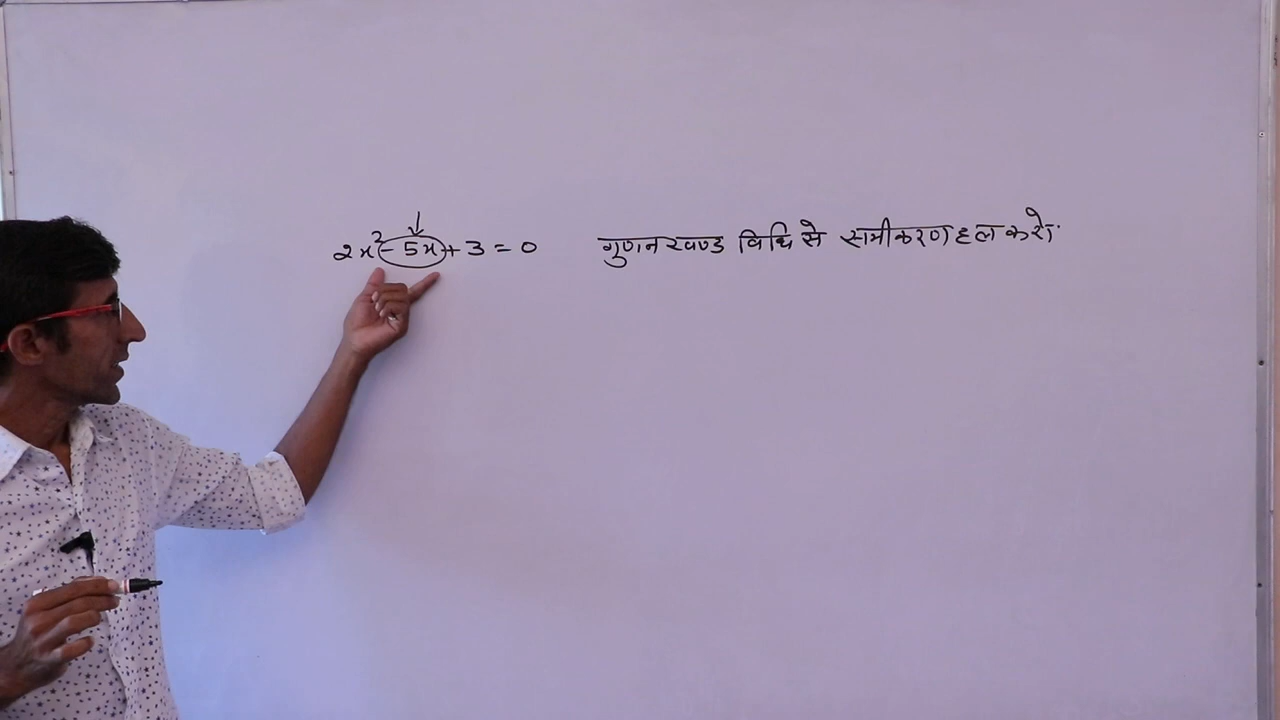 2x² - 5x + 3 = 0 गुणनखण्ड विधि से समीकरण हल करो